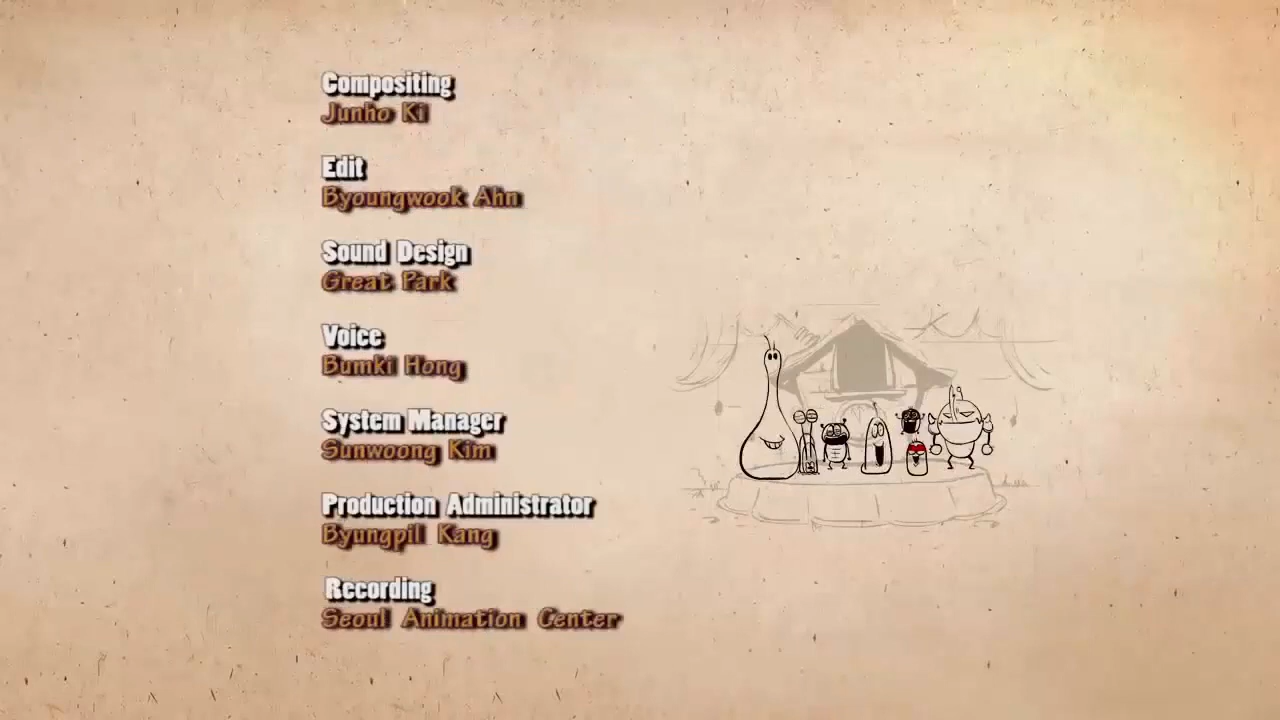 Compositing
Junho Ki
Edit
Byoungwook Ahn
Sound Design
Great Park
Voice
Bumki Hong
System Manager
Sunwoong Kim
Production Administrator
Byungpil Kang
Recording
Seoul Animation Center